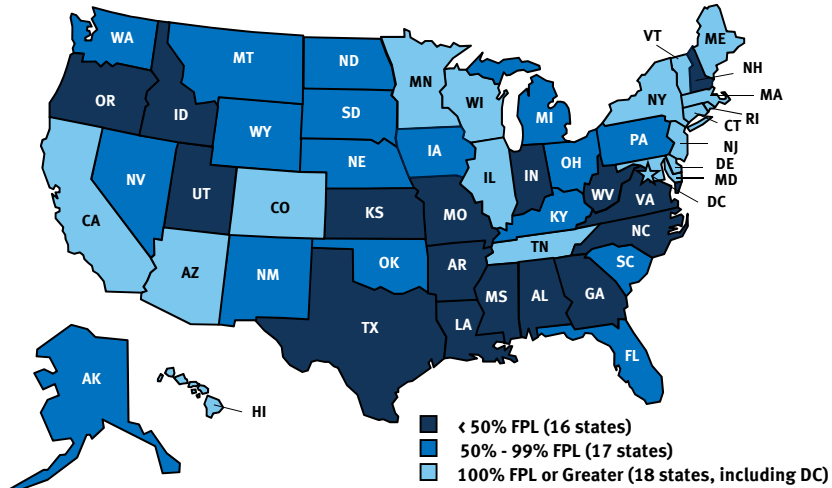 WA
MT
ND
MN
VT
ME
NH
OR
ID
SD
WI
MI
NY
MA
RI
CT
WY
NE
IA
PA
NJ
NV
UT
CO
IL
IN
OH
DE
MD
WV
VA
DC
CA
KS
MO
KY
NC
TN
AZ
NM
OK
AR
SC
MS
AL
GA
TX
LA
FL
AK
HI
< 50% FPL (16 states)
50% - 99% FPL (17 states)
100% FPL or Greater (18 states, including DC)